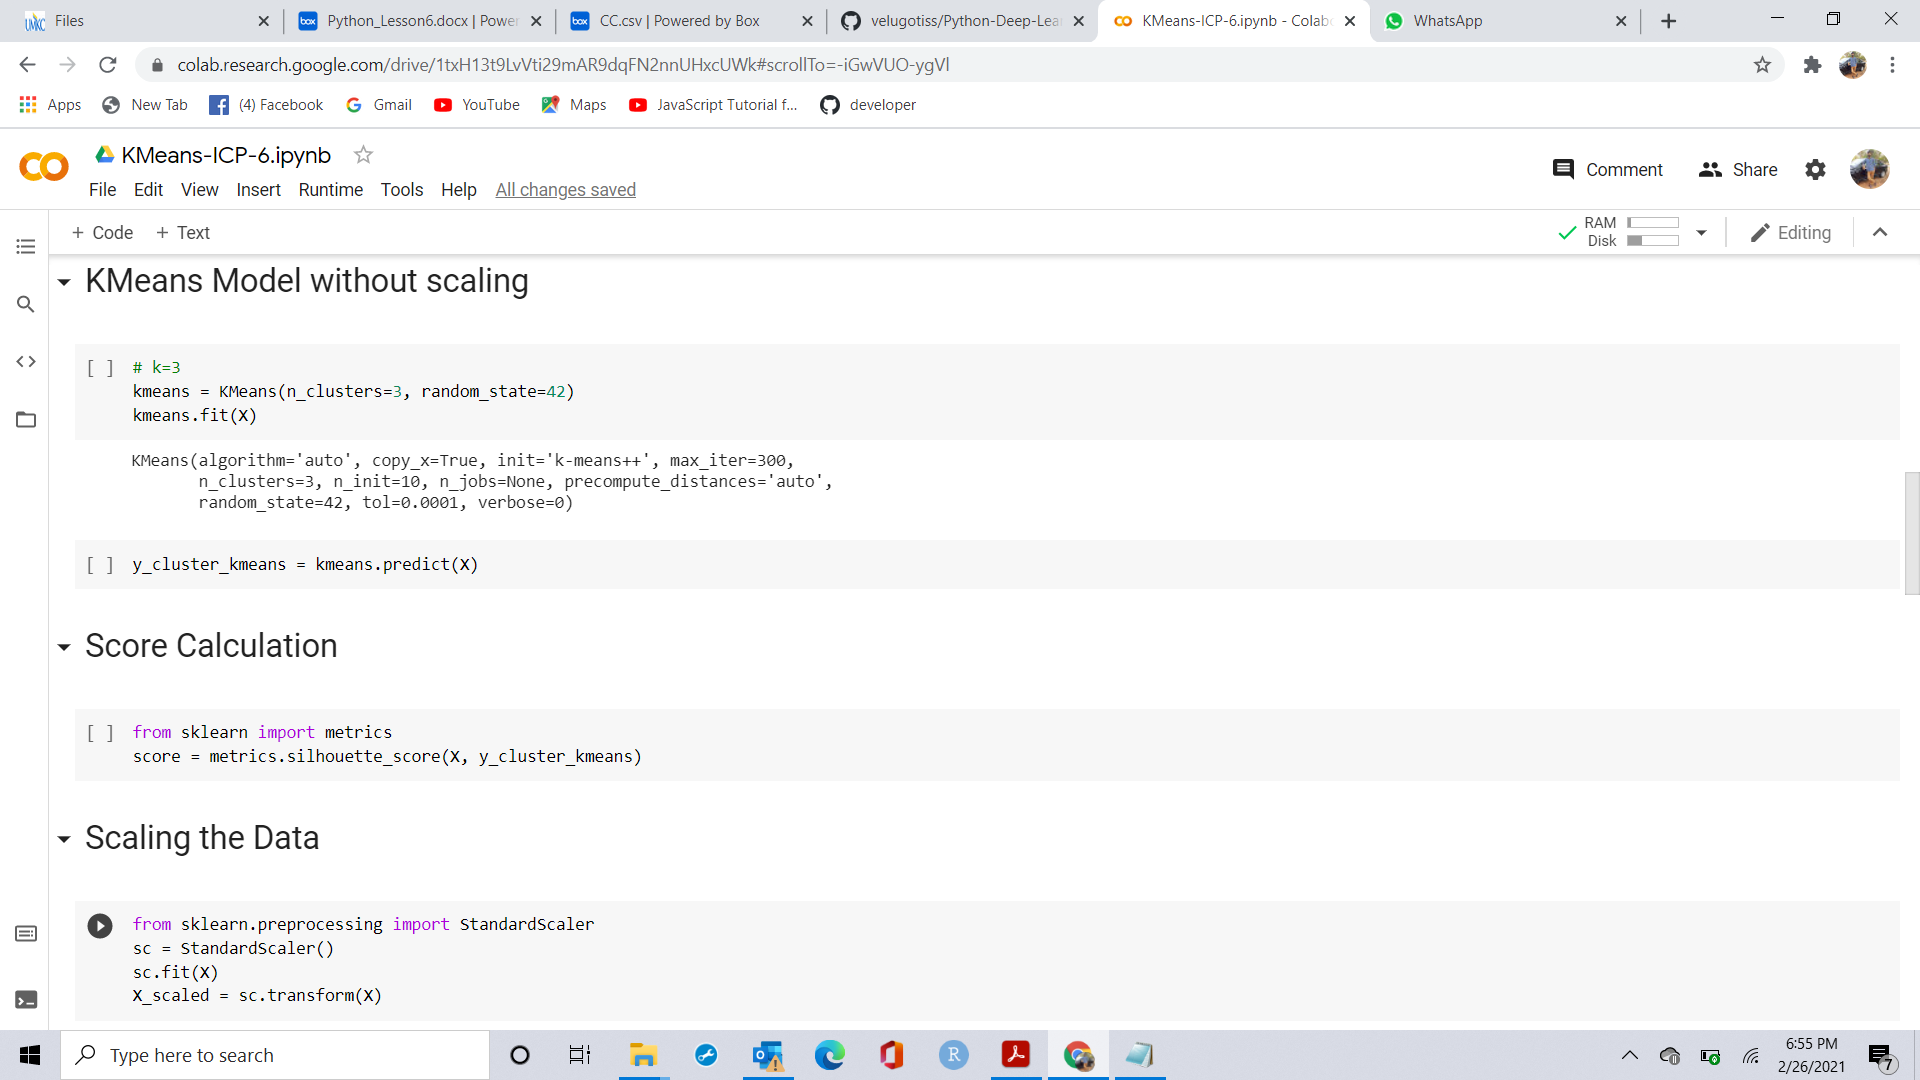 Files
Python_Lesson6.docx | Power
CC.csv | Powered by Box
velugotiss/Python-Deep-Lea
KMeans-ICP-6.ipynb - Colab
WhatsApp
colab.research.google.com/drive/1txH13t9LvVti29mAR9dqFN2nnUHxcUWk#scrollTo=-iGwVUO-ygVl
Apps
New Tab
(4) Facebook
Gmail
YouTube
Maps
JavaScript Tutorial f...
developer
KMeans-ICP-6.ipynb
File Edit View Insert Runtime Tools Help All changes saved
Comment
Share
+ Code + Text
RAM
Disk
Editing
KMeans Model without scaling
[ ] # k=3
kmeans = KMeans(n_clusters=3, random_state=42)
kmeans.fit(X)
KMeans(algorithm='auto', copy_x=True, init='k-means++', max_iter=300,
n_clusters=3, n_init=10, n_jobs=None, precompute_distances='auto',
random_state=42, tol=0.0001, verbose=0)
[ ] y_cluster_kmeans = kmeans.predict(X)
Score Calculation
[ ] from sklearn import metrics
score = metrics.silhouette_score(X, y_cluster_kmeans)
Scaling the Data
from sklearn.preprocessing import StandardScaler
sc = StandardScaler()
sc.fit(X)
X_scaled = sc.transform(X)
Type here to search
6:55 PM
2/26/2021
7